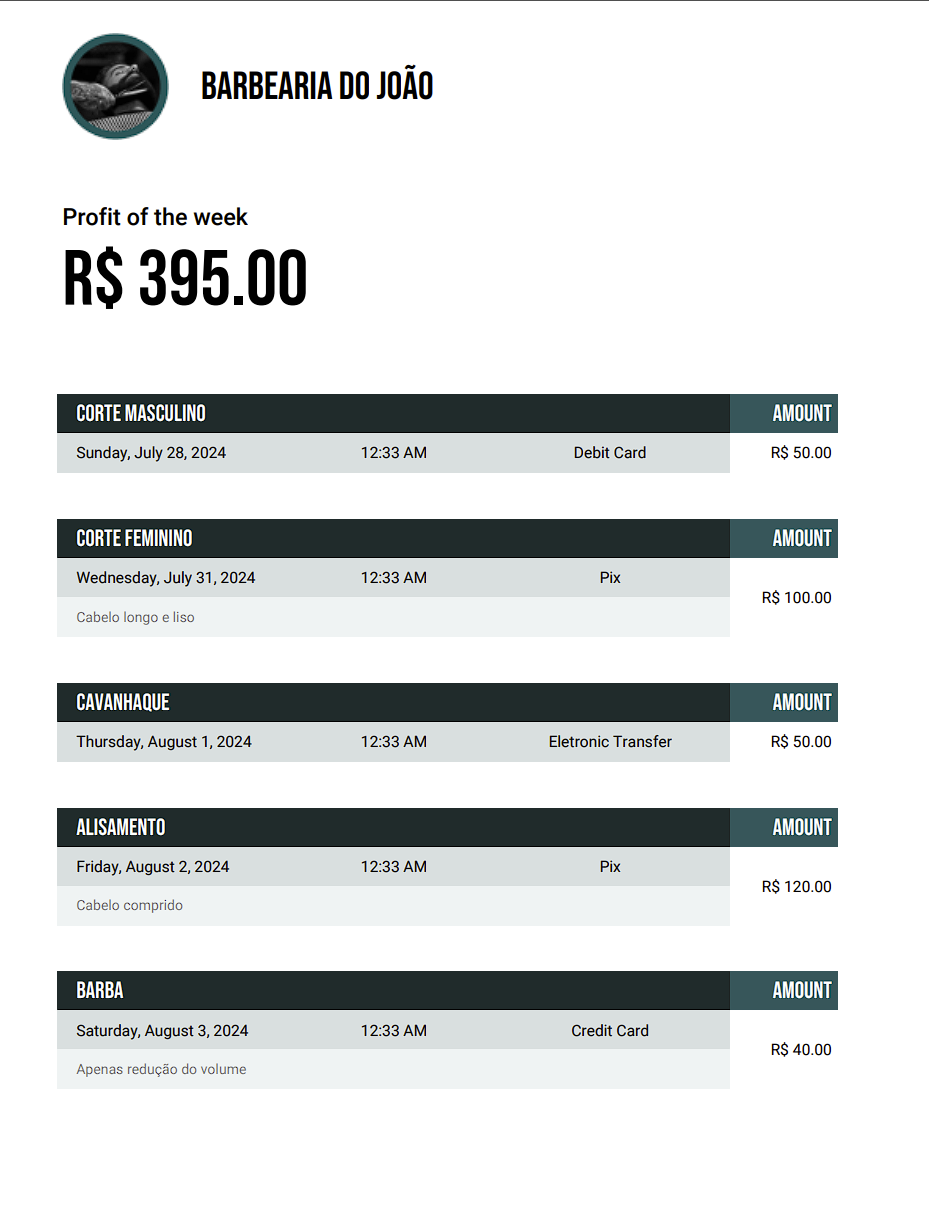 BARBEARIA DO JOÃO
Profit of the week
R$ 395.00
CORTE MASCULINO AMOUNT
Sunday, July 28, 2024 12:33 AM Debit Card R$ 50.00
CORTE FEMININO AMOUNT
Wednesday, July 31, 2024 12:33 AM Pix
R$ 100.00
Cabelo longo e liso
CAVANHAQUE AMOUNT
Thursday, August 1, 2024 12:33 AM Eletronic Transfer R$ 50.00
ALISAMENTO AMOUNT
Friday, August 2, 2024 12:33 AM Pix
R$ 120.00
Cabelo comprido
BARBA AMOUNT
Saturday, August 3, 2024 12:33 AM Credit Card
R$ 40.00
Apenas redução do volume